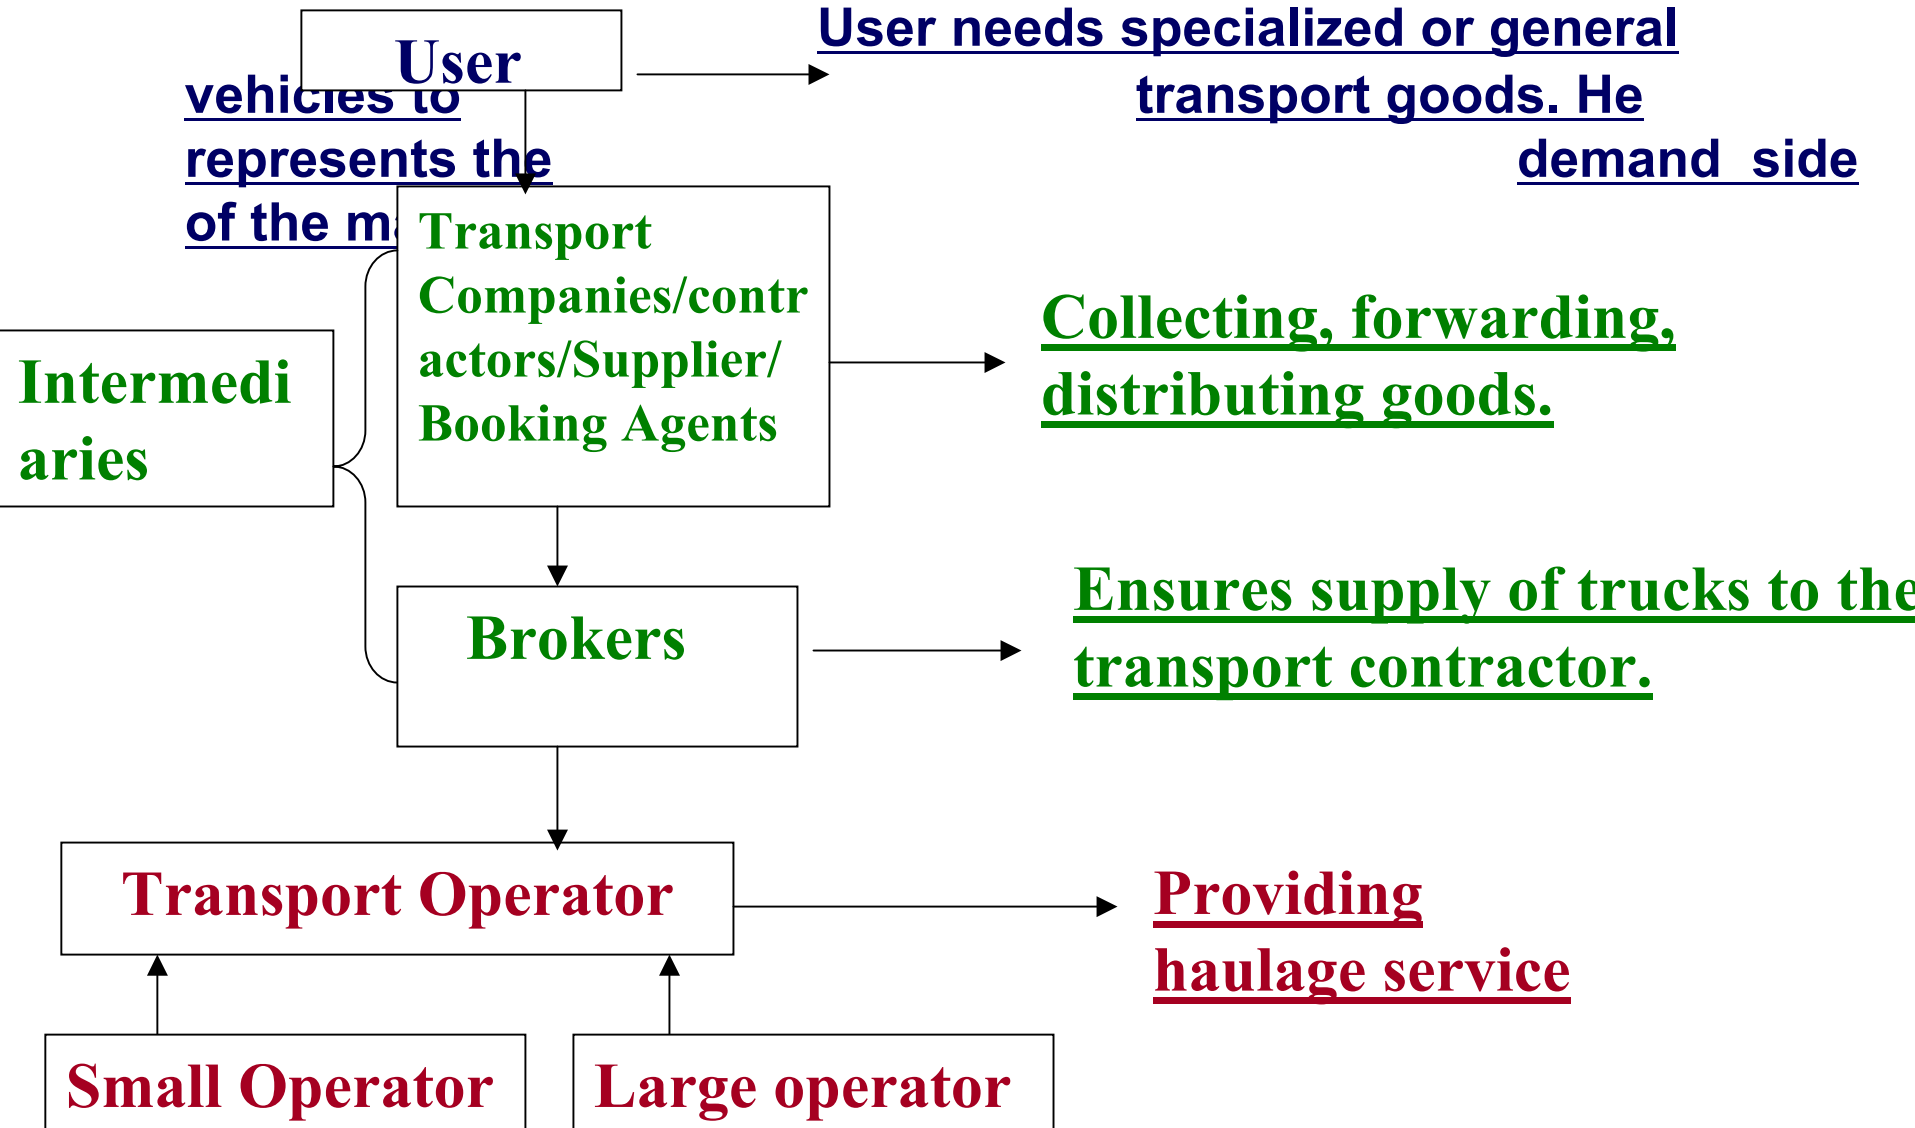 User
User needs specialized or general
vehicles to transport goods. He
represents the demand side
of the
Transport
Companies/contr
actors/Supplier/
Booking Agents
Collecting, forwarding,
distributing goods.
Intermedi
aries
Brokers
Ensures supply of trucks to the
transport contractor.
Transport Operator
Providing
haulage service
Small Operator
Large operator